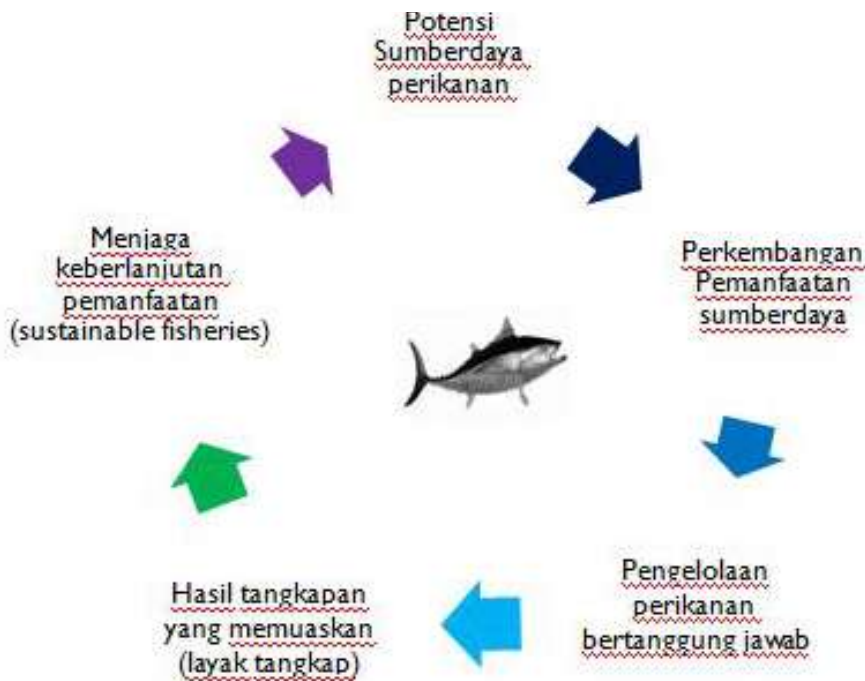 Potensi
Sumberdaya
perikanan
Perkembangan
Pemanfaatan
sumberdaya
Pengelolaan
perikanan
bertanggung jawab
Hasil tangkapan
yang memuaskan
(layak tangkap)
Menjaga
keberlanjutan
pemanfaatan
(sustainable fisheries)